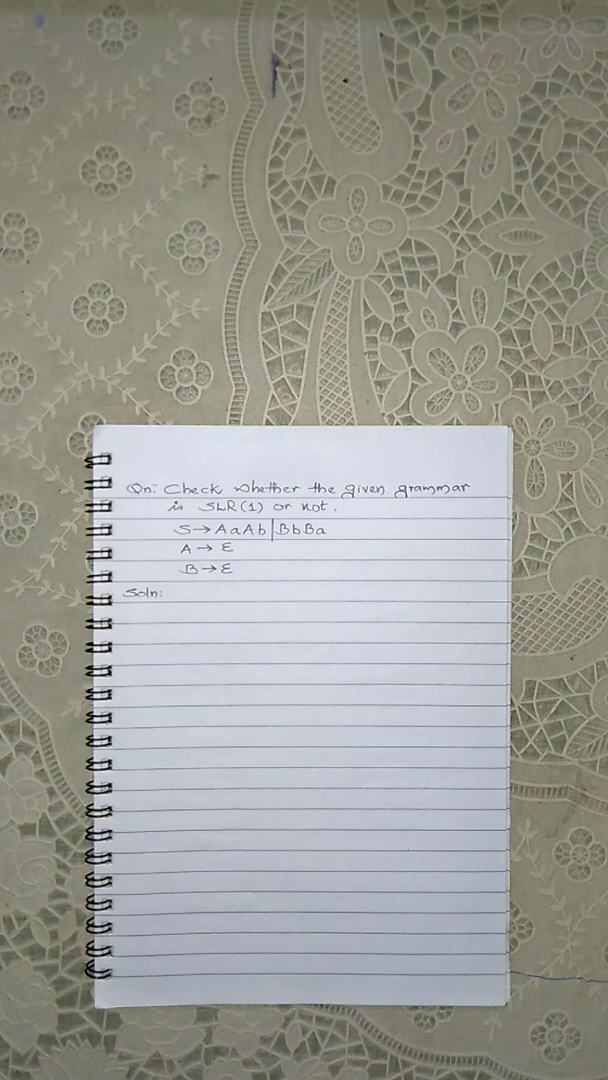 Qn: Check whether the given grammar
is SLR(1) or not.
S→AaAb|BbBa
A→ε
B→ε
Soln: